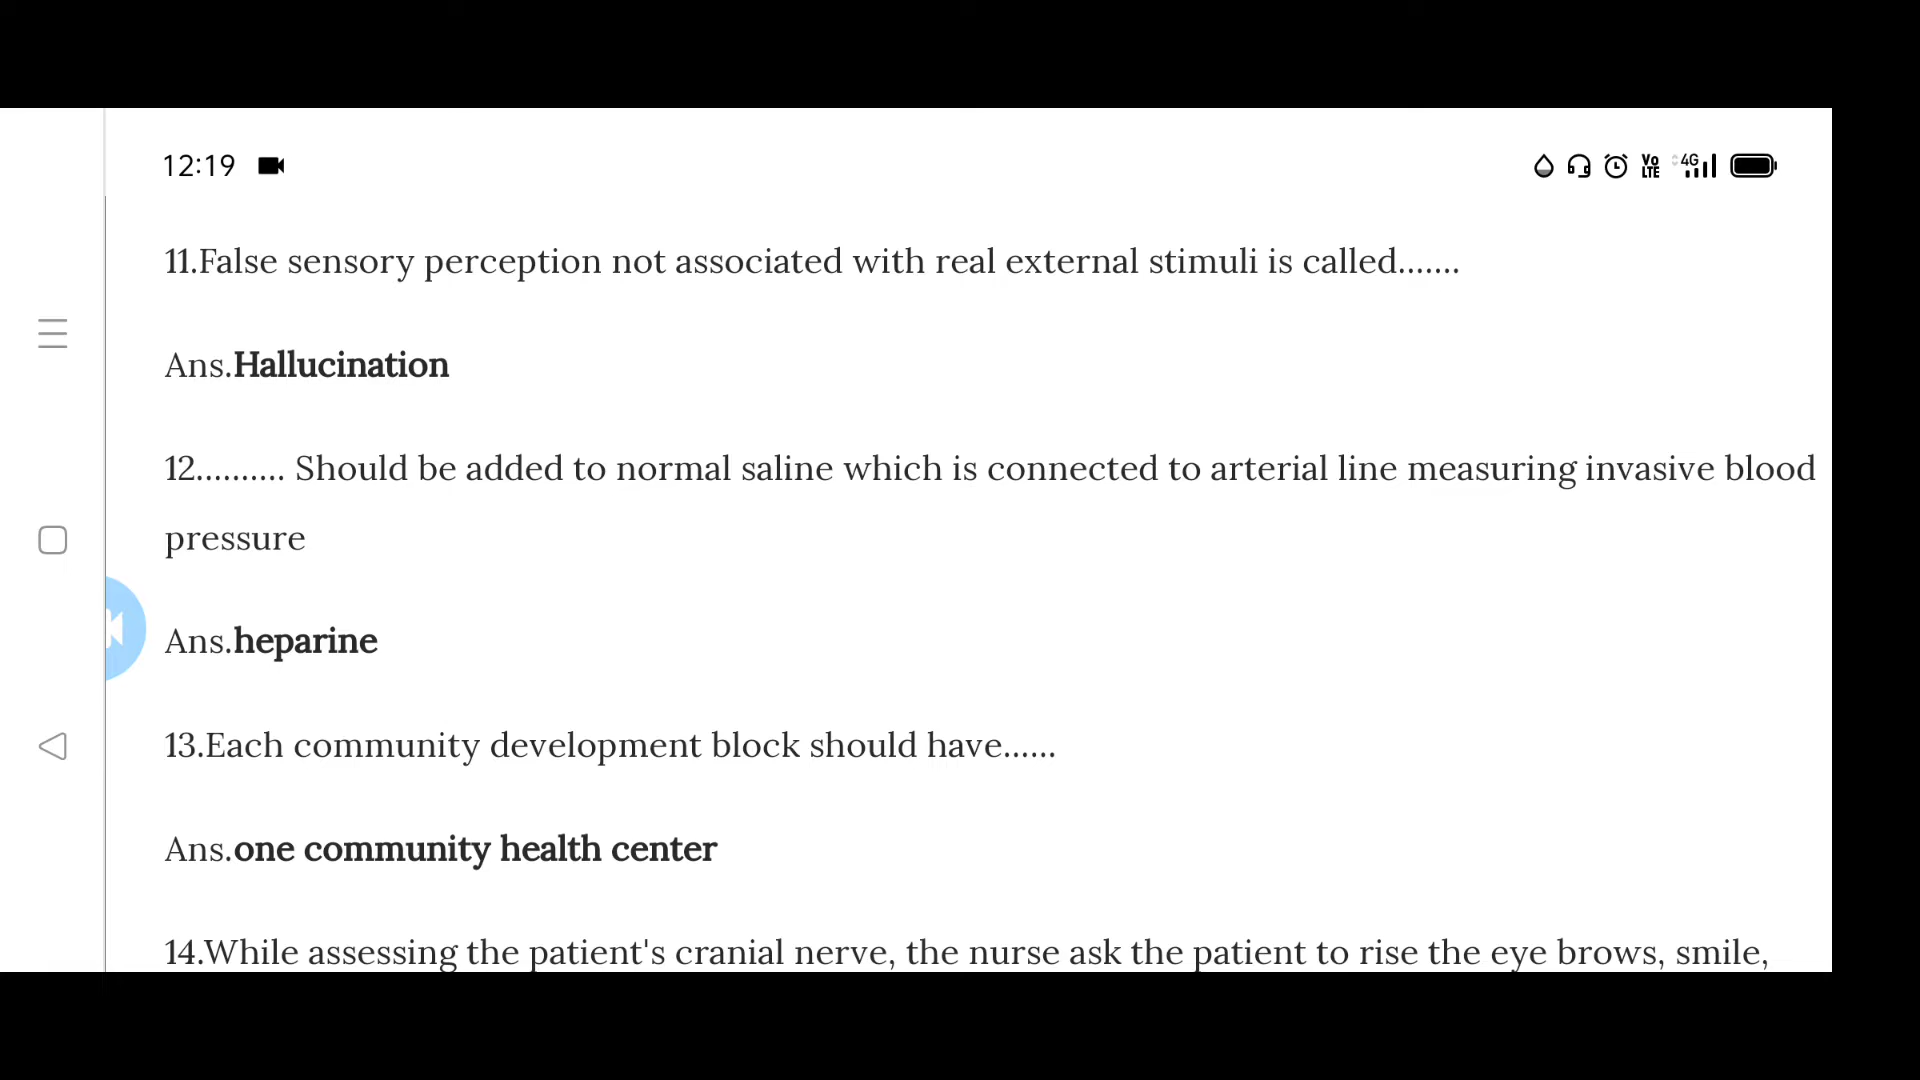 12:19 Vo LTE 4G
11.False sensory perception not associated with real external stimuli is called.......
Ans.Hallucination
12.......... Should be added to normal saline which is connected to arterial line measuring invasive blood
pressure
Ans.heparine
13.Each community development block should have......
Ans.one community health center
14.While assessing the patient's cranial nerve, the nurse ask the patient to rise the eye brows, smile,